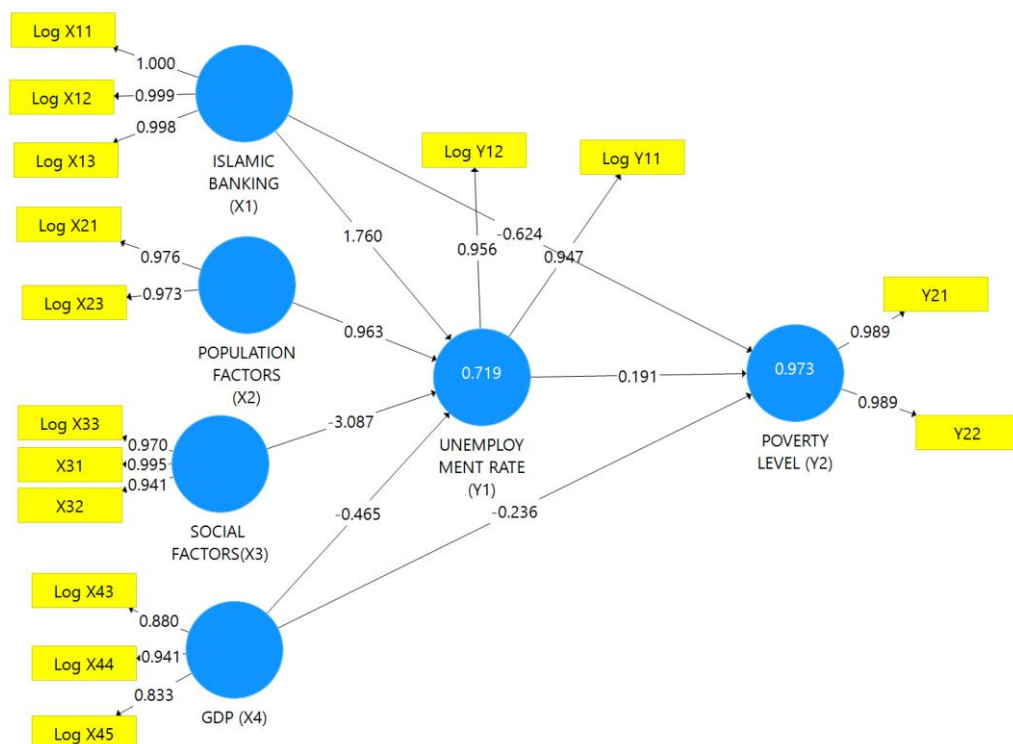 Log X11
1.000
Log X12
0.999
0.998
Log X13
ISLAMIC
BANKING
(X1)
Log Y12
Log Y11
-0.624
1.760
0.956
0.947
Log X21
0.976
Log X23
0.973
POPULATION
FACTORS
(X2)
0.963
0.719
UNEMPLOY
MENT RATE
(Y1)
0.191
0.973
POVERTY
LEVEL (Y2)
Y21
0.989
0.989
Y22
Log X33
0.970
X31
0.995
X32
0.941
SOCIAL
FACTORS(X3)
-3.087
-0.465
-0.236
Log X43
0.880
Log X44
0.941
0.833
Log X45
GDP (X4)